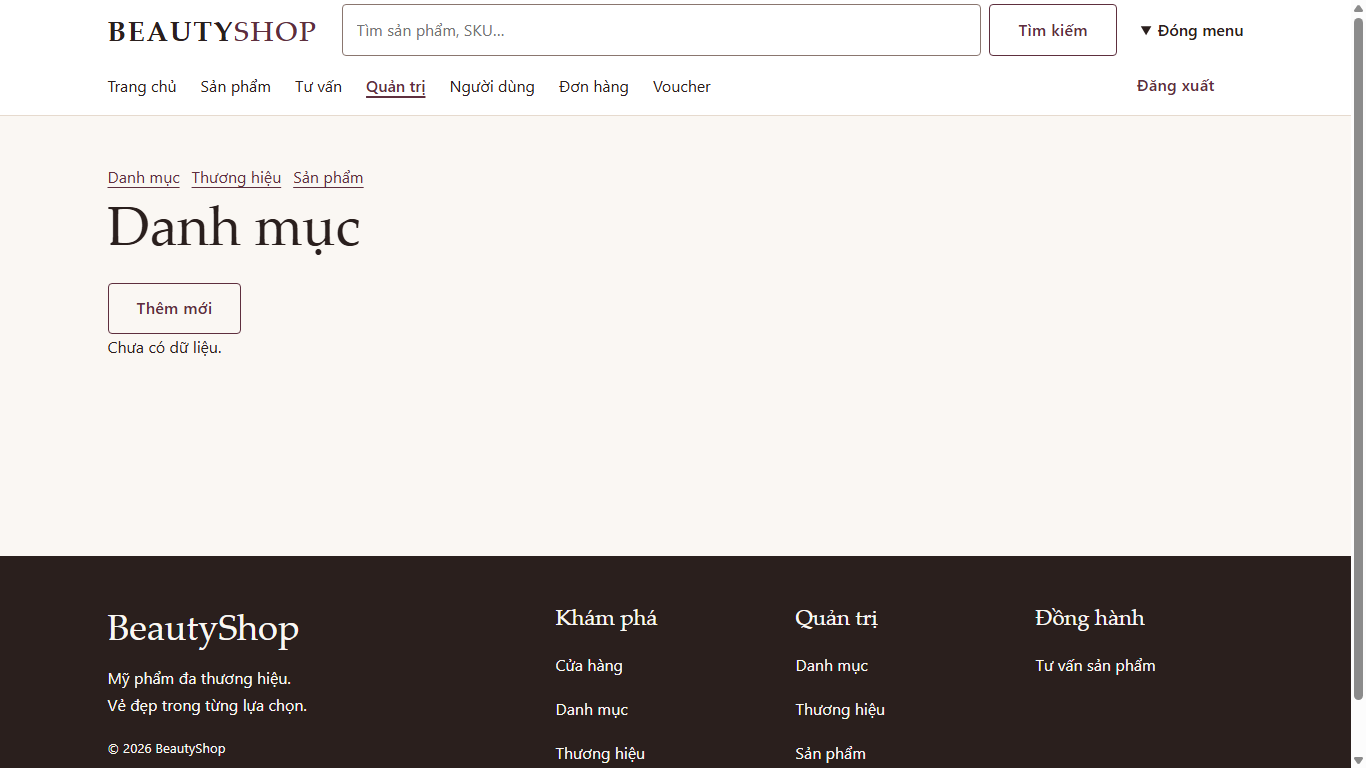 BEAUTYSHOP
Tìm sản phẩm, SKU...
Tìm kiếm
▼ Đóng menu
Trang chủ Sản phẩm Tư vấn Quản trị Người dùng Đơn hàng Voucher
Đăng xuất
Danh mục Thương hiệu Sản phẩm
Danh mục
Thêm mới
Chưa có dữ liệu.
BeautyShop
Mỹ phẩm đa thương hiệu.
Vẻ đẹp trong từng lựa chọn.
© 2026 BeautyShop
Khám phá
Cửa hàng
Danh mục
Thương hiệu
Quản trị
Danh mục
Thương hiệu
Sản phẩm
Đồng hành
Tư vấn sản phẩm